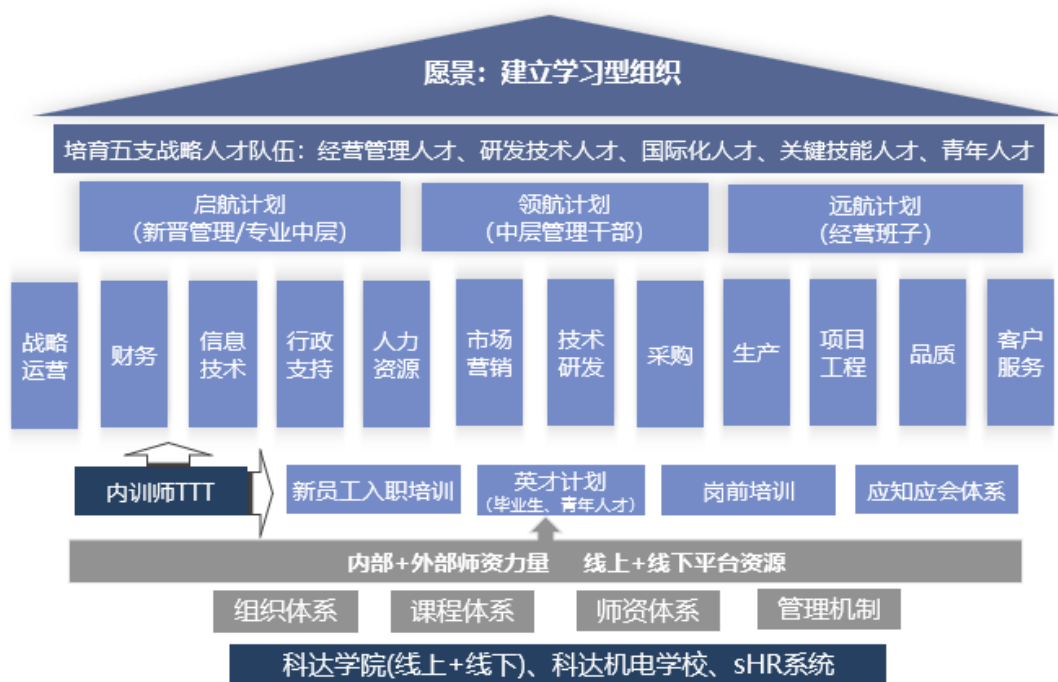 愿景：建立学习型组织
培育五支战略人才队伍：经营管理人才、研发技术人才、国际化人才、关键技能人才、青年人才
启航计划
（新晋管理/专业中层）
领航计划
（中层管理干部）
远航计划
（经营班子）
战略
运营
财务
信息
技术
行政
支持
人力
资源
市场
营销
技术
研发
采购
生产
项目
工程
品质
客户
服务
内训师TTT
新员工入职培训
英才计划
（毕业生、青年人才）
岗前培训
应知应会体系
内部+外部师资力量 线上+线下平台资源
组织体系
课程体系
师资体系
管理机制
科达学院(线上+线下)、科达机电学校、sHR系统